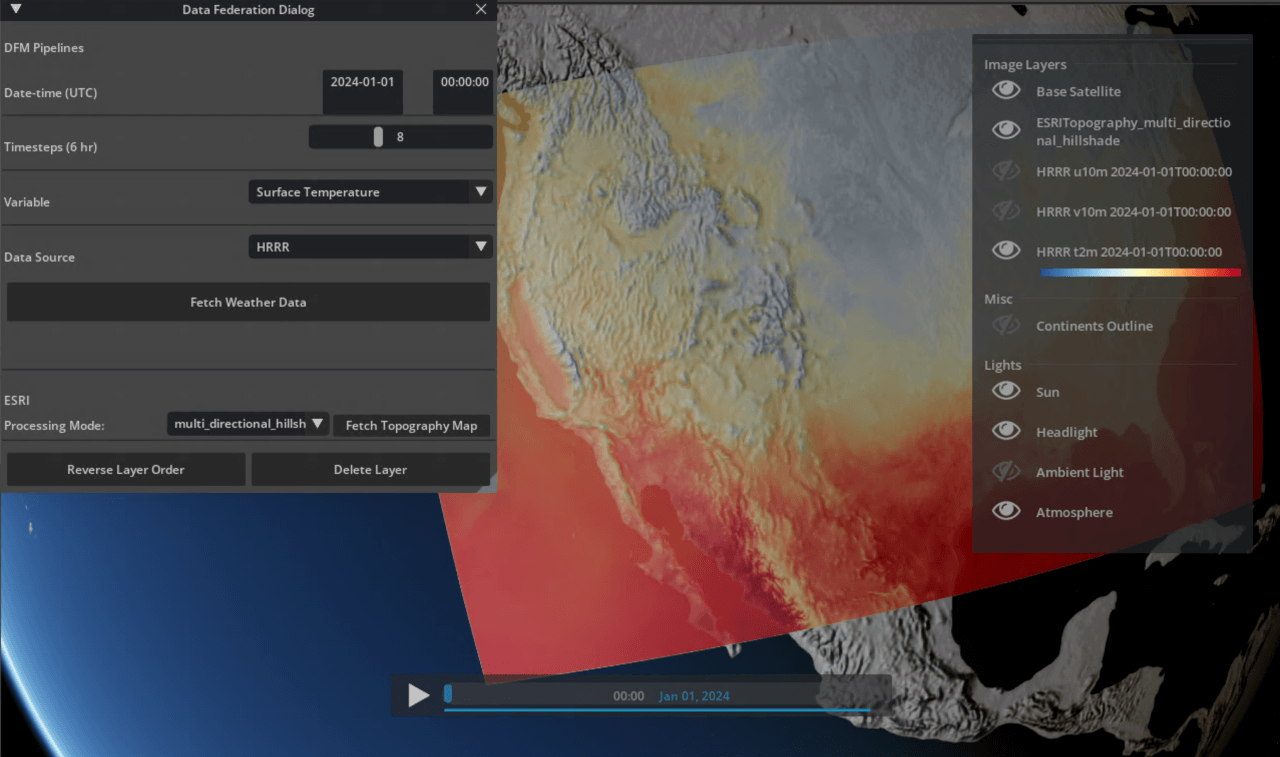 Data Federation Dialog
DFM Pipelines
Date-time (UTC)
2024-01-01
00:00:00
Timesteps (6 hr)
8
Variable
Surface Temperature
Data Source
HRRR
Fetch Weather Data
ESRI
Processing Mode:
multi_directional_hillsh
Fetch Topography Map
Reverse Layer Order
Delete Layer
Image Layers
Base Satellite
ESRITopography_multi_directio
nal_hillshade
HRRR u10m 2024-01-01T00:00:00
HRRR v10m 2024-01-01T00:00:00
HRRR t2m 2024-01-01T00:00:00
Misc
Continents Outline
Lights
Sun
Headlight
Ambient Light
Atmosphere
00:00
Jan 01, 2024